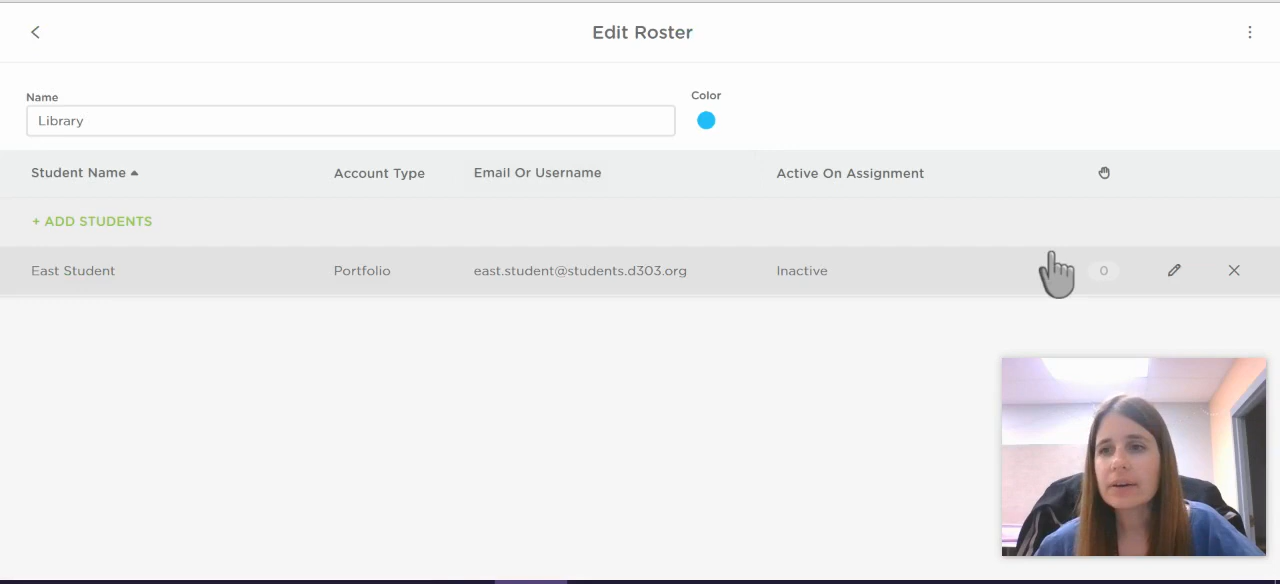 Edit Roster
Name
Color
Library
Student Name Account Type Email Or Username Active On Assignment
+ ADD STUDENTS
East Student Portfolio east.student@students.d303.org Inactive 0